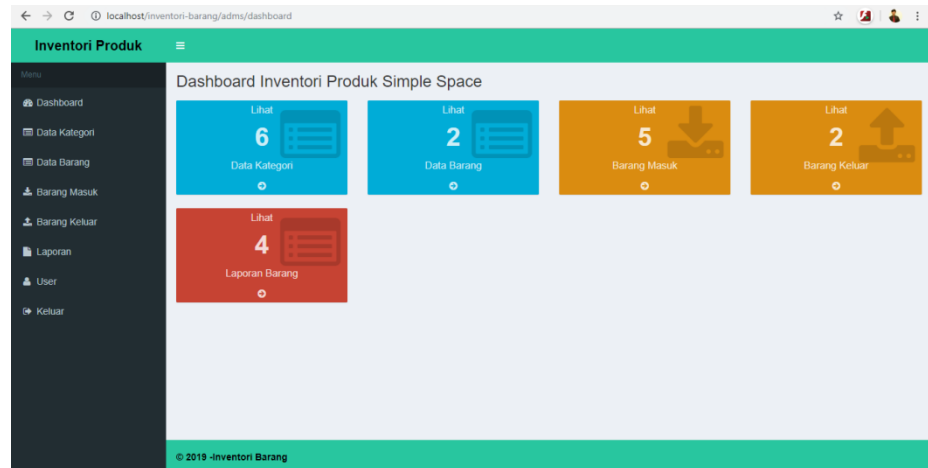 localhost/inventori-barang/adms/dashboard
Inventori Produk
Menu
Dashboard
Data Kategori
Data Barang
Barang Masuk
Barang Keluar
Laporan
User
Keluar
Dashboard Inventori Produk Simple Space
Lihat
6
Data Kategori
Lihat
2
Data Barang
Lihat
5
Barang Masuk
Lihat
2
Barang Keluar
Lihat
4
Laporan Barang
© 2019 -Inventori Barang